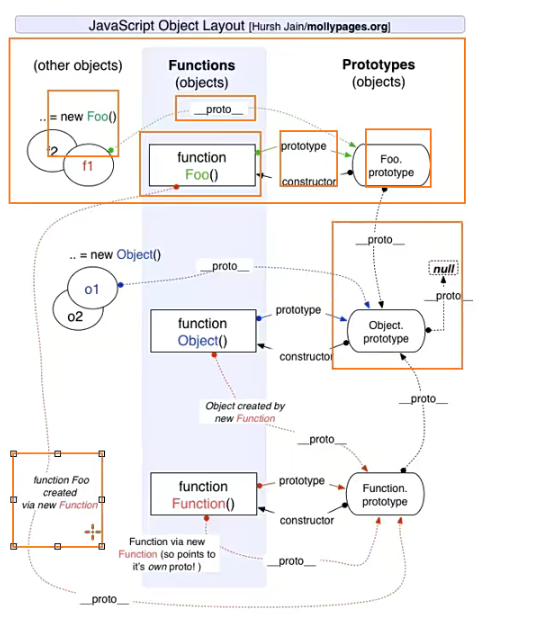 JavaScript Object Layout [Hursh Jain/mollypages.org]
(other objects)
Functions
(objects)
Prototypes
(objects)
.. = new Foo()
__proto__
f2
f1
function
Foo()
prototype
constructor
Foo.
prototype
__proto__
.. = new Object()
__proto__
null
__proto__
o1
o2
function
Object()
prototype
constructor
Object.
prototype
Object created by
new Function
__proto__
__proto__
function Foo
created
via new Function
function
Function()
prototype
constructor
Function.
prototype
Function via new
Function (so points to
it's own proto! )
__proto__
__proto__